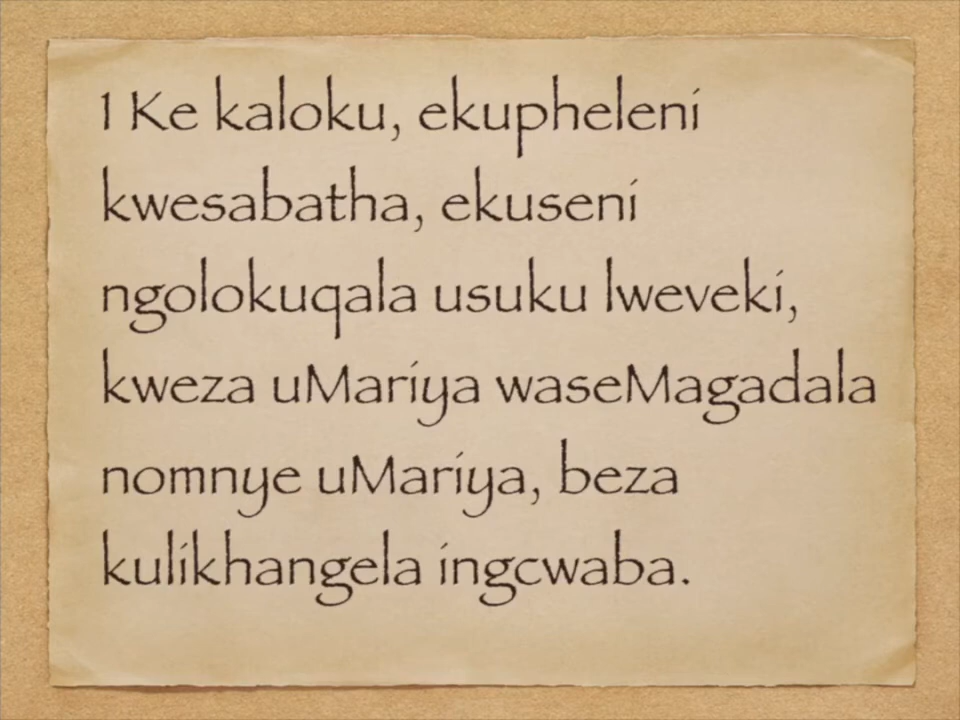 1 Ke kaloku, ekupheleni
kwesabatha, ekuseni
ngolokuqala usuku lweveki,
kweza uMariya waseMagadala
nomnye uMariya, beza
kulikhangela ingcwaba.